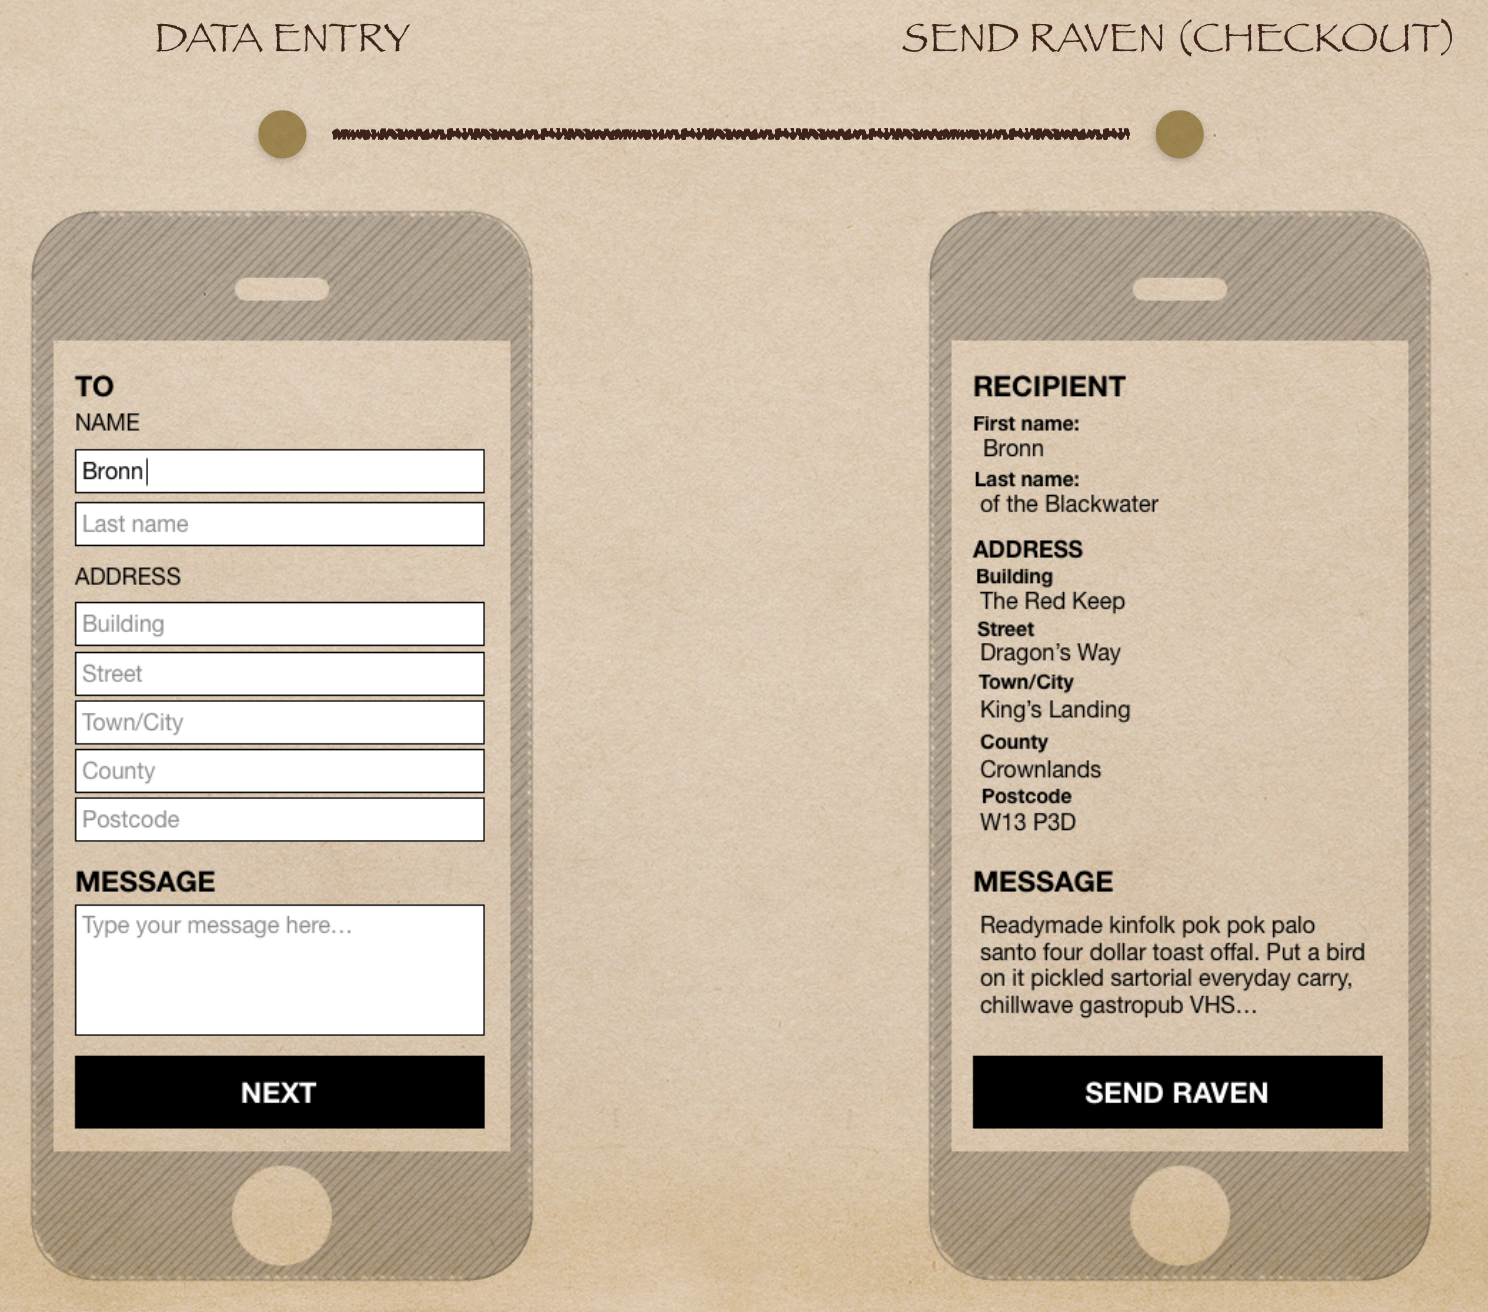 DATA ENTRY
SEND RAVEN (CHECKOUT)
TO
NAME
Bronn
Last name
ADDRESS
Building
Street
Town/City
County
Postcode
MESSAGE
Type your message here...
NEXT
RECIPIENT
First name:
Bronn
Last name:
of the Blackwater
ADDRESS
Building
The Red Keep
Street
Dragon's Way
Town/City
King's Landing
County
Crownlands
Postcode
W13 P3D
MESSAGE
Readymade kinfolk pok pok palo
santo four dollar toast offal. Put a bird
on it pickled sartorial everyday carry,
chillwave gastropub VHS...
SEND RAVEN